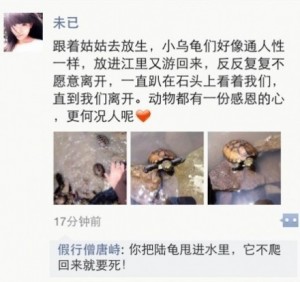 未已
跟着姑姑去放生，小乌龟们好像通人性
一样，放进江里又游回来，反反复复不
愿意离开，一直趴在石头上看着我们，
直到我们离开。动物都有一份感恩的心
，更何况人呢
17分钟前
假行僧唐峙：你把陆龟甩进水里，它不爬
回来就要死！